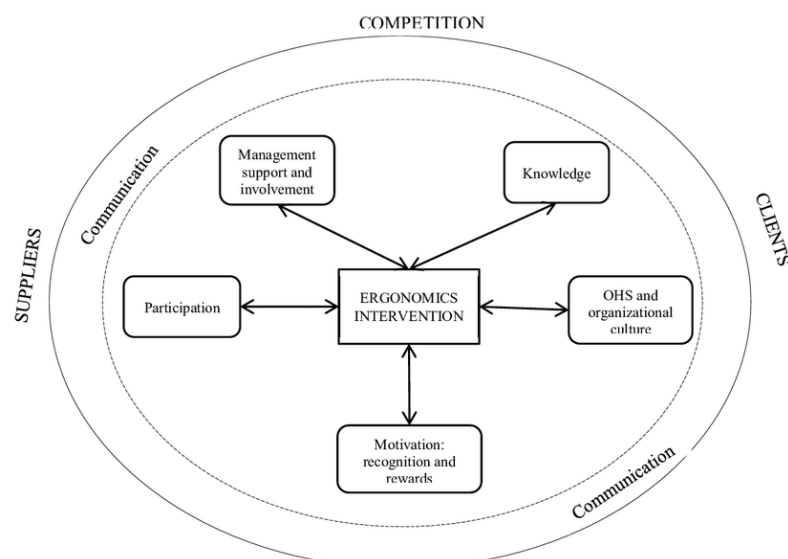 COMPETITION
Communication
Management
support and
involvement
Knowledge
SUPPLIERS
CLIENTS
Participation
ERGONOMICS
INTERVENTION
OHS and
organizational
culture
Motivation:
recognition and
rewards
Communication